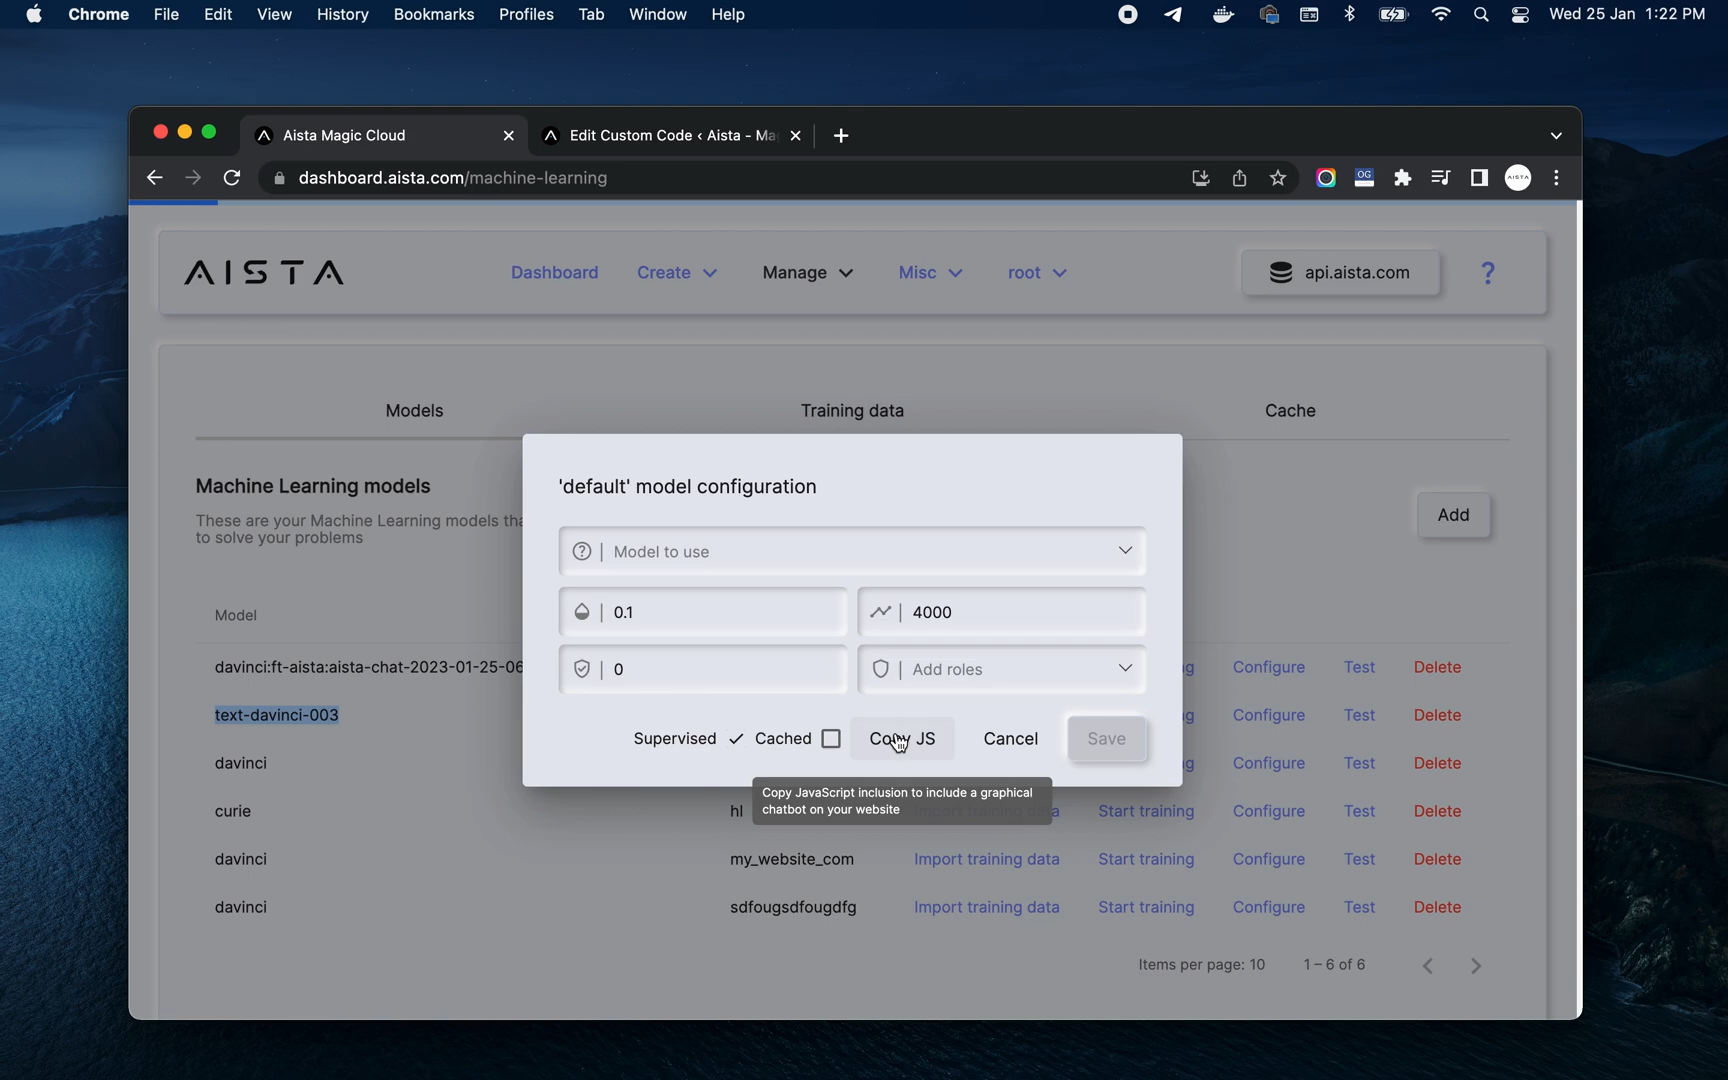 Chrome File Edit View History Bookmarks Profiles Tab Window Help Wed 25 Jan 1:22 PM
Aista Magic Cloud Edit Custom Code ‹ Aista - Ma
dashboard.aista.com/machine-learning OG AISTA
AISTA Dashboard Create Manage Misc root api.aista.com ?
Models Training data Cache
Machine Learning models
These are your Machine Learning models tha
to solve your problems
Add
'default' model configuration
Model to use
0.1 4000
0 Add roles
Supervised Cached Copy JS Cancel Save
Copy JavaScript inclusion to include a graphical
chatbot on your website
Model
davinci:ft-aista:aista-chat-2023-01-25-06 g Configure Test Delete
text-davinci-003 g Configure Test Delete
davinci g Configure Test Delete
curie hl Start training Configure Test Delete
davinci my_website_com Import training data Start training Configure Test Delete
davinci sdfougsdfougdfg Import training data Start training Configure Test Delete
Items per page: 10 1 – 6 of 6